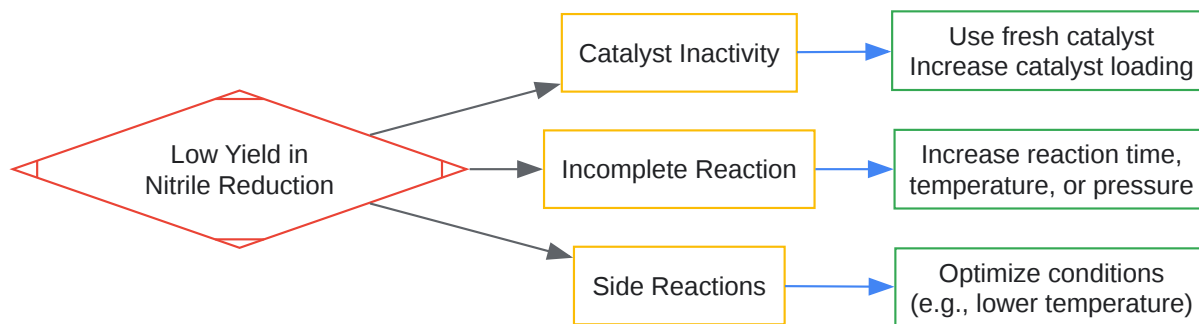 Low Yield in
Nitrile Reduction
Catalyst Inactivity
Use fresh catalyst
Increase catalyst loading
Incomplete Reaction
Increase reaction time,
temperature, or pressure
Side Reactions
Optimize conditions
(e.g., lower temperature)